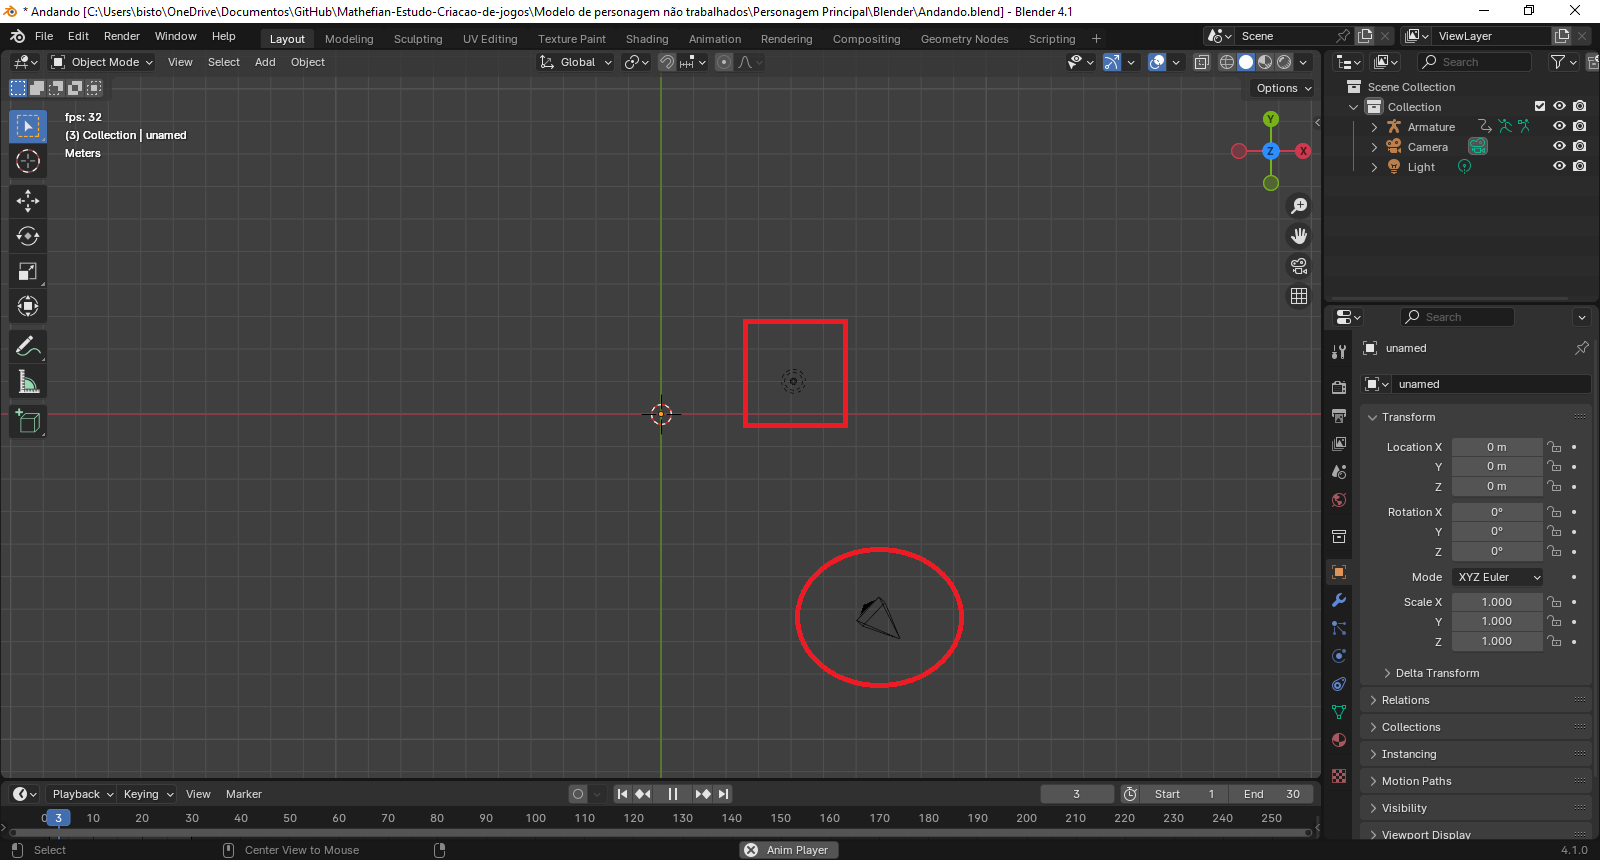 * Andando [C:\Users\bisto\OneDrive\Documentos\GitHub\Mathefian-Estudo-Criacao-de-jogos\Modelo de personagem não trabalhados\Personagem Principal\Blender\Andando.blend] - Blender 4.1
File Edit Render Window Help Layout Modeling Sculpting UV Editing Texture Paint Shading Animation Rendering Compositing Geometry Nodes Scripting + Scene ViewLayer
Object Mode View Select Add Object Global Search
Options
Scene Collection
Collection
Armature
Camera
Light
fps: 32
(3) Collection | unamed
Meters
Y
Z X
Search
unamed
unamed
Transform
Location X 0 m
Y 0 m
Z 0 m
Rotation X 0°
Y 0°
Z 0°
Mode XYZ Euler
Scale X 1.000
Y 1.000
Z 1.000
Delta Transform
Relations
Collections
Instancing
Motion Paths
Visibility
Viewport Display
Playback Keying View Marker 3 Start 1 End 30
0 3 10 20 30 40 50 60 70 80 90 100 110 120 130 140 150 160 170 180 190 200 210 220 230 240 250
Select Center View to Mouse Anim Player 4.1.0